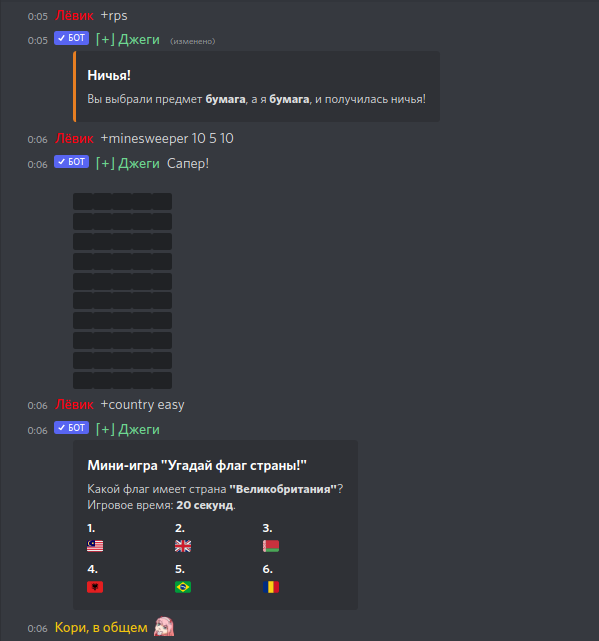 0:05 Лёвик +rps
0:05 ✓ БОТ [+] Джеги (изменено)
Ничья!
Вы выбрали предмет бумага, а я бумага, и получилась ничья!
0:06 Лёвик +minesweeper 10 5 10
0:06 ✓ БОТ [+] Джеги Сапер!
0:06 Лёвик +country easy
0:06 ✓ БОТ [+] Джеги
Мини-игра "Угадай флаг страны!"
Какой флаг имеет страна "Великобритания"?
Игровое время: 20 секунд.
1. 2. 3.
4. 5. 6.
0:06 Кори, в общем